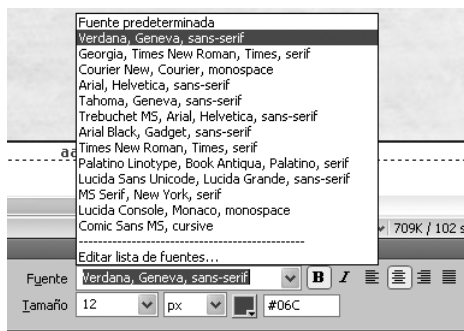 Fuente predeterminada
Verdana, Geneva, sans-serif
Georgia, Times New Roman, Times, serif
Courier New, Courier, monospace
Arial, Helvetica, sans-serif
Tahoma, Geneva, sans-serif
Trebuchet MS, Arial, Helvetica, sans-serif
Arial Black, Gadget, sans-serif
Times New Roman, Times, serif
Palatino Linotype, Book Antiqua, Palatino, serif
Lucida Sans Unicode, Lucida Grande, sans-serif
MS Serif, New York, serif
Lucida Console, Monaco, monospace
Comic Sans MS, cursive
--------------------------------------------
Editar lista de fuentes...
709K / 102 s
Fuente Verdana, Geneva, sans-serif B I
Tamaño 12 px #06C